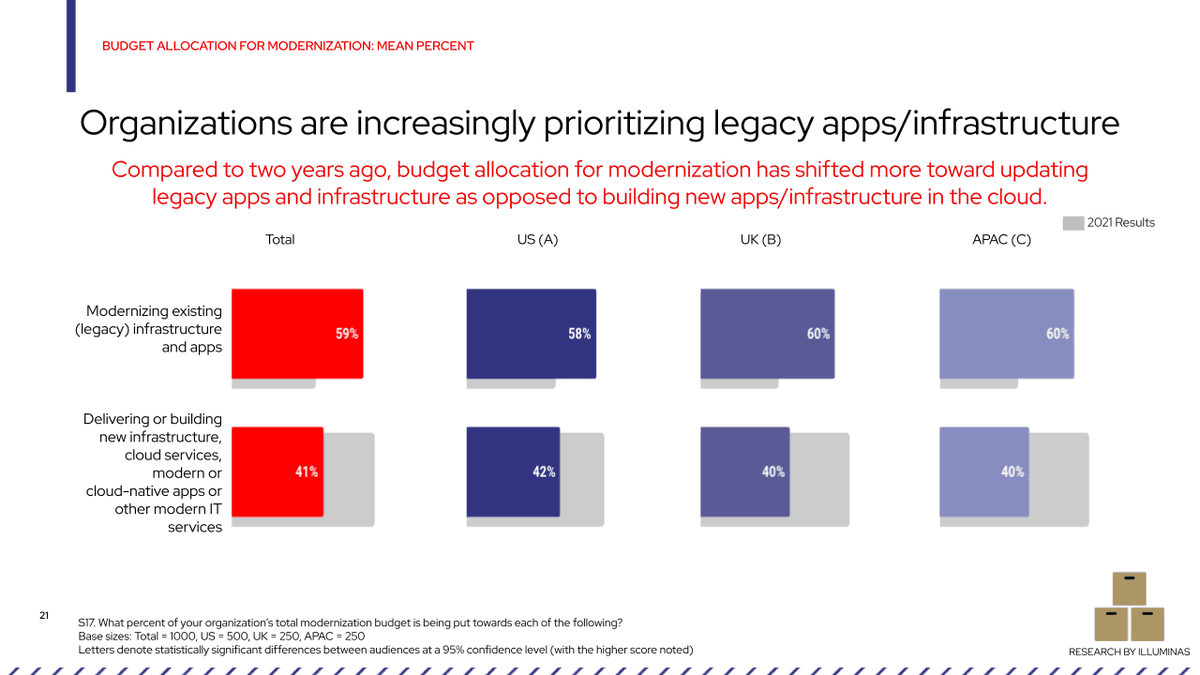 BUDGET ALLOCATION FOR MODERNIZATION: MEAN PERCENT
Organizations are increasingly prioritizing legacy apps/infrastructure
Compared to two years ago, budget allocation for modernization has shifted more toward updating
legacy apps and infrastructure as opposed to building new apps/infrastructure in the cloud.
2021 Results
Total
US (A)
UK (B)
APAC (C)
Modernizing existing
(legacy) infrastructure
and apps
59%
58%
60%
60%
Delivering or building
new infrastructure,
cloud services,
modern or
cloud-native apps or
other modern IT
services
41%
42%
40%
40%
21
S17. What percent of your organization's total modernization budget is being put towards each of the following?
Base sizes: Total = 1000, US = 500, UK = 250, APAC = 250
Letters denote statistically significant differences between audiences at a 95% confidence level (with the higher score noted)
RESEARCH BY ILLUMINAS